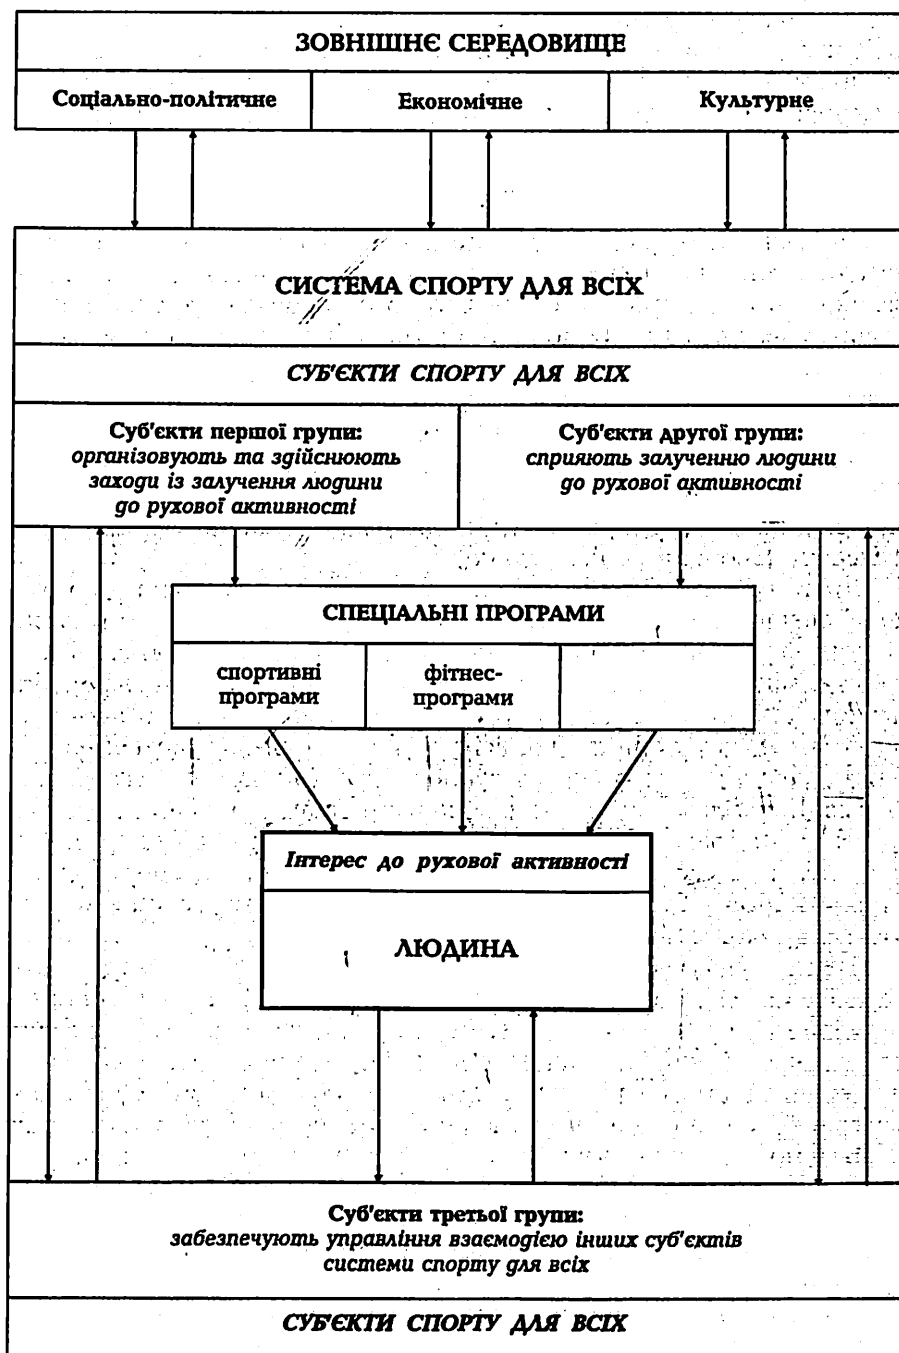 ЗОВНІШНЄ СЕРЕДОВИЩЕ
Соціально-політичне
Економічне
Культурне
СИСТЕМА СПОРТУ ДЛЯ ВСІХ
СУБ'ЄКТИ СПОРТУ ДЛЯ ВСІХ
Суб'єкти першої групи:
організовують та здійснюють
заходи із залучення людини
до рухової активності
Суб'єкти другої групи:
сприяють залученню людини
до рухової активності
СПЕЦІАЛЬНІ ПРОГРАМИ
спортивні
програми
фітнес-
програми
Інтерес до рухової активності
ЛЮДИНА
Суб'єкти третьої групи:
забезпечують управління взаємодією інших суб'єктів
системи спорту для всіх
СУБ'ЄКТИ СПОРТУ ДЛЯ ВСІХ